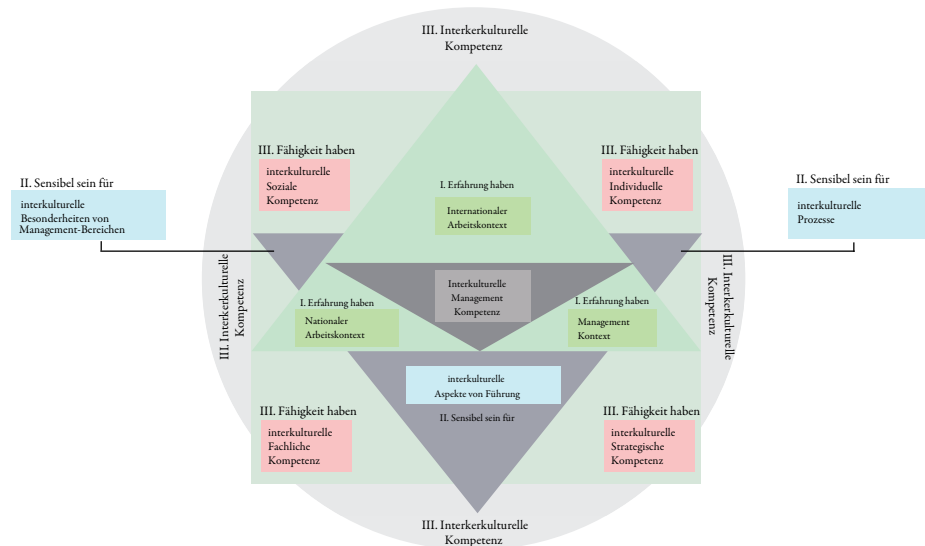 III. Interkerkulturelle
Kompetenz
III. Fähigkeit haben
interkulturelle
Soziale
Kompetenz
III. Fähigkeit haben
interkulturelle
Individuelle
Kompetenz
II. Sensibel sein für
interkulturelle
Besonderheiten von
Management-Bereichen
I. Erfahrung haben
Internationaler
Arbeitskontext
II. Sensibel sein für
interkulturelle
Prozesse
III. Interkerkulturelle
Kompetenz
Interkulturelle
Management
Kompetenz
III. Interkerkulturelle
Kompetenz
I. Erfahrung haben
Nationaler
Arbeitskontext
I. Erfahrung haben
Management
Kontext
interkulturelle
Aspekte von Führung
II. Sensibel sein für
III. Fähigkeit haben
interkulturelle
Fachliche
Kompetenz
III. Fähigkeit haben
interkulturelle
Strategische
Kompetenz
III. Interkerkulturelle
Kompetenz